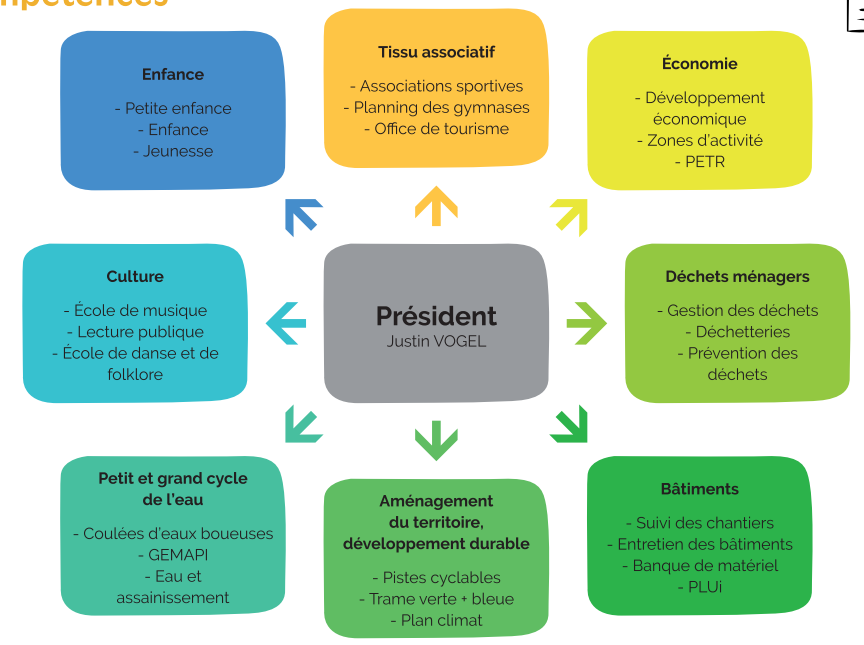 mpétences
Enfance
- Petite enfance
- Enfance
- Jeunesse
Tissu associatif
- Associations sportives
- Planning des gymnases
- Office de tourisme
Économie
- Développement
économique
- Zones d'activité
- PETR
Culture
- École de musique
- Lecture publique
- École de danse et de
folklore
Président
Justin VOGEL
Déchets ménagers
- Gestion des déchets
- Déchetteries
- Prévention des
déchets
Petit et grand cycle
de l'eau
- Coulées d'eaux boueuses
- GEMAPI
- Eau et
assainissement
Aménagement
du territoire,
développement durable
- Pistes cyclables
- Trame verte + bleue
- Plan climat
Bâtiments
- Suivi des chantiers
- Entretien des bâtiments
- Banque de matériel
- PLUi